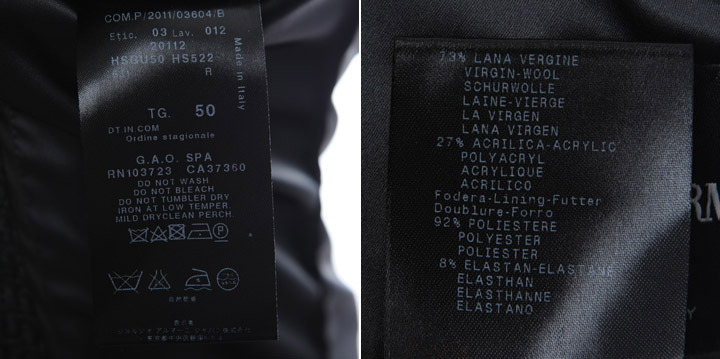 COM.P/2011/03604/B
Etic. 03 Lav. 012
20112
HSGU50 HS522
R
Made in Italy
TG. 50
DT IN.COM
Ordine stagionale
G.A.O. SPA
RN103723 CA37360
DO NOT WASH
DO NOT BLEACH
DO NOT TUMBLER DRY
IRON AT LOW TEMPER.
MILD DRYCLEAN PERCH.
P
73% LANA VERGINE
VIRGIN-WOOL
SCHURWOLLE
LAINE-VIERGE
LA VIRGEN
LANA VIRGEN
27% ACRILICA-ACRYLIC
POLYACRYL
ACRYLIQUE
ACRILICO
Fodera-Lining-Futter
Doublure-Forro
92% POLIESTERE
POLYESTER
POLIESTER
8% ELASTAN-ELASTANE
ELASTHAN
ELASTHANNE
ELASTANO
RM
Y